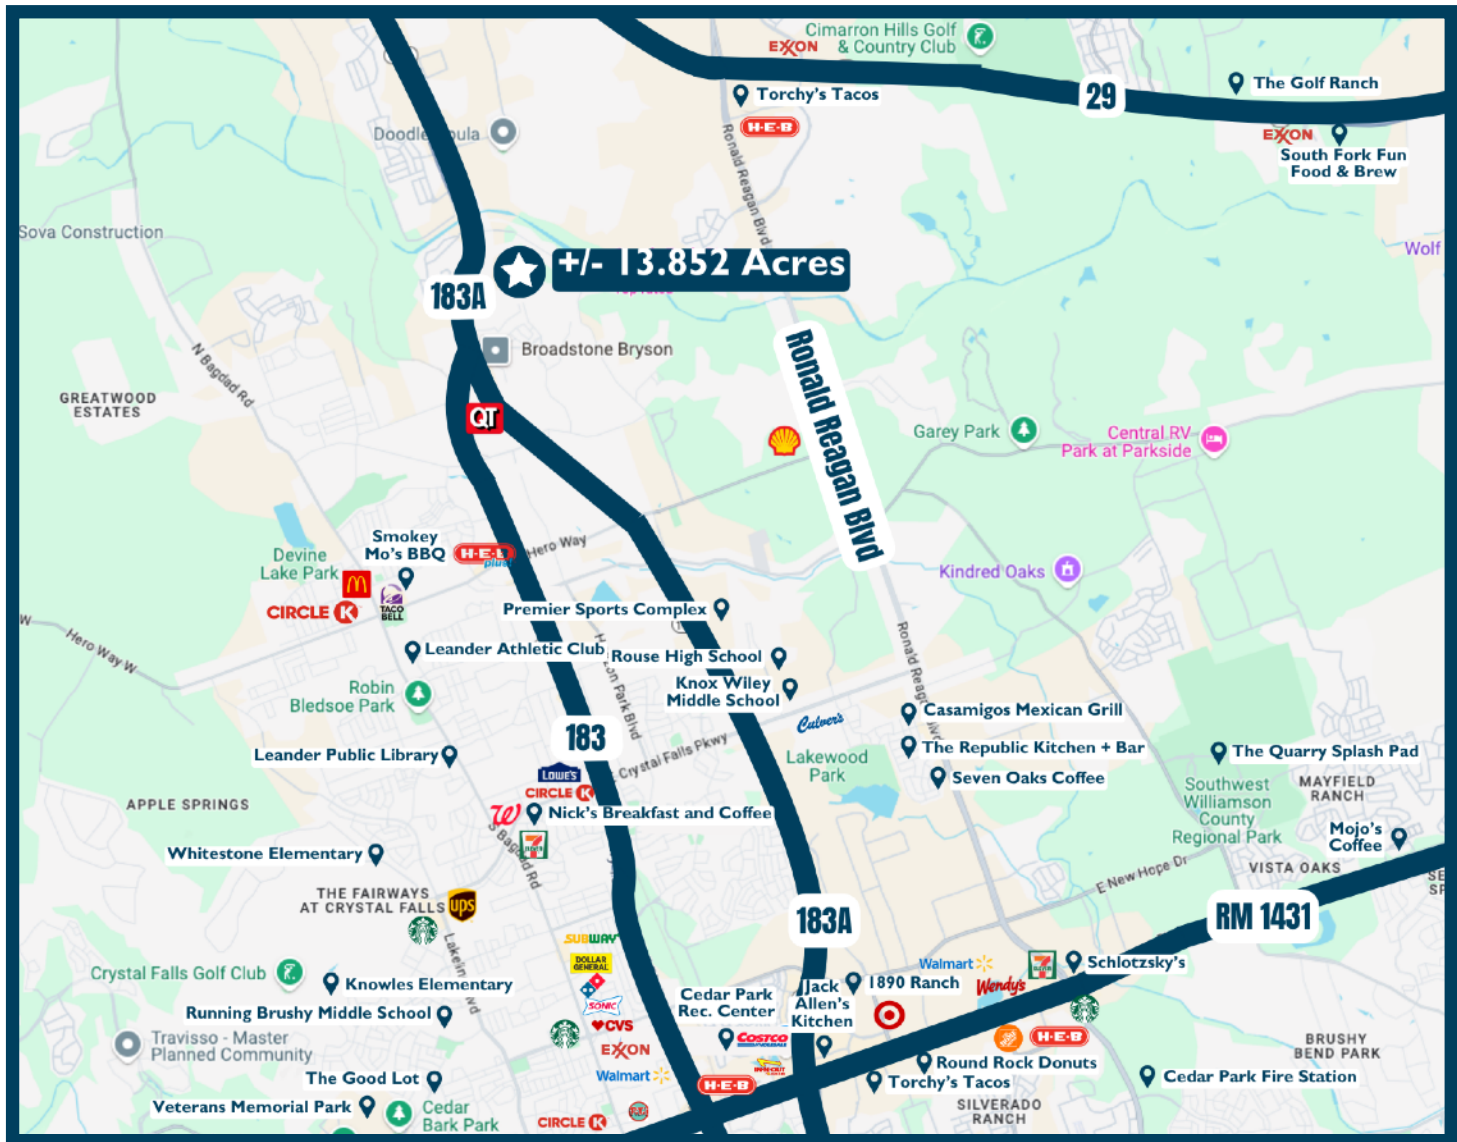 Cimarron Hills Golf
& Country Club
EXXON
Torchy's Tacos
H-E-B
29
The Golf Ranch
EXXON
South Fork Fun
Food & Brew
Ronald Reagan Blvd
Sova Construction
Wolf
+/- 13.852 Acres
183A
Broadstone Bryson
N Bagdad Rd
GREATWOOD
ESTATES
QT
Ronald Reagan Blvd
Garey Park
Central RV
Park at Parkside
Smokey
Mo's BBQ
H-E-B
plus!
Hero Way
Devine
Lake Park
CIRCLE K
TACO
BELL
Kindred Oaks
Premier Sports Complex
W
Hero Way W
Leander Athletic Club
Rouse High School
Knox Wiley
Middle School
Robin
Bledsoe Park
Culver's
Casamigos Mexican Grill
The Republic Kitchen + Bar
Seven Oaks Coffee
183
Crystal Falls Pkwy
Lakewood
Park
Leander Public Library
The Quarry Splash Pad
Southwest
Williamson
County
Regional Park
MAYFIELD
RANCH
LOWE'S
CIRCLE K
W
Nick's Breakfast and Coffee
APPLE SPRINGS
7
ELEVEN
Mojo's
Coffee
Whitestone Elementary
VISTA OAKS
E New Hope Dr
THE FAIRWAYS
AT CRYSTAL FALLS
ups
183A
RM 1431
SUBWAY
DOLLAR
GENERAL
SONIC
CVS
EXXON
Walmart
Crystal Falls Golf Club
Knowles Elementary
Running Brushy Middle School
Travisso - Master
Planned Community
Cedar Park
Rec. Center
Jack
Allen's
Kitchen
1890 Ranch
Walmart
Wendy's
7
ELEVEN
Schlotzsky's
COSTCO
WHOLESALE
IN-N-OUT
H-E-B
H-E-B
Round Rock Donuts
Torchy's Tacos
Cedar Park Fire Station
BRUSHY
BEND PARK
SILVERADO
RANCH
The Good Lot
Veterans Memorial Park
Cedar
Bark Park
CIRCLE K